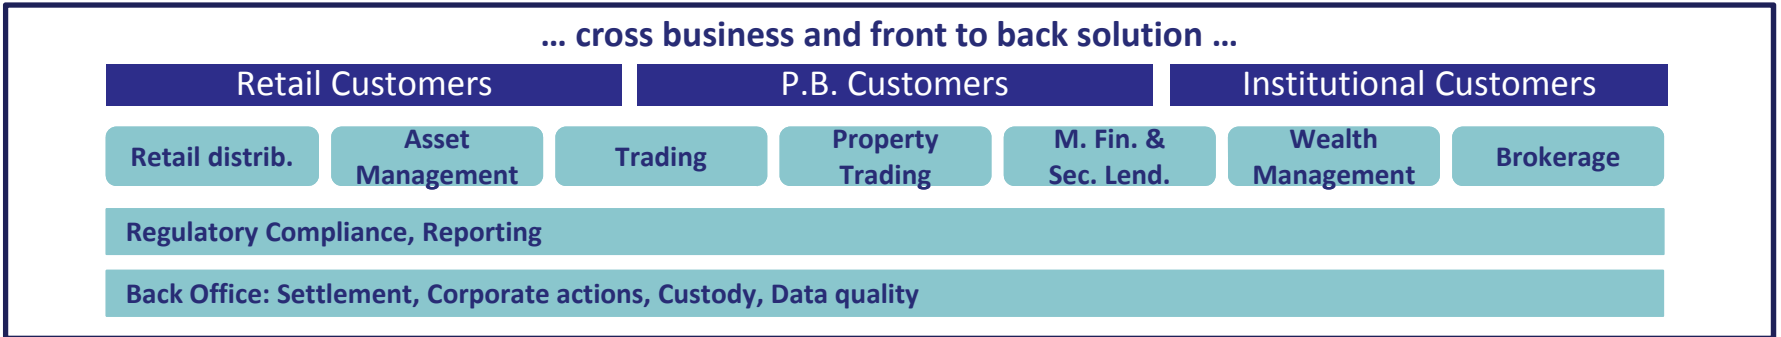 ... cross business and front to back solution ...
Retail Customers
P.B. Customers
Institutional Customers
Retail distrib.
Asset
Management
Trading
Property
Trading
M. Fin. &
Sec. Lend.
Wealth
Management
Brokerage
Regulatory Compliance, Reporting
Back Office: Settlement, Corporate actions, Custody, Data quality